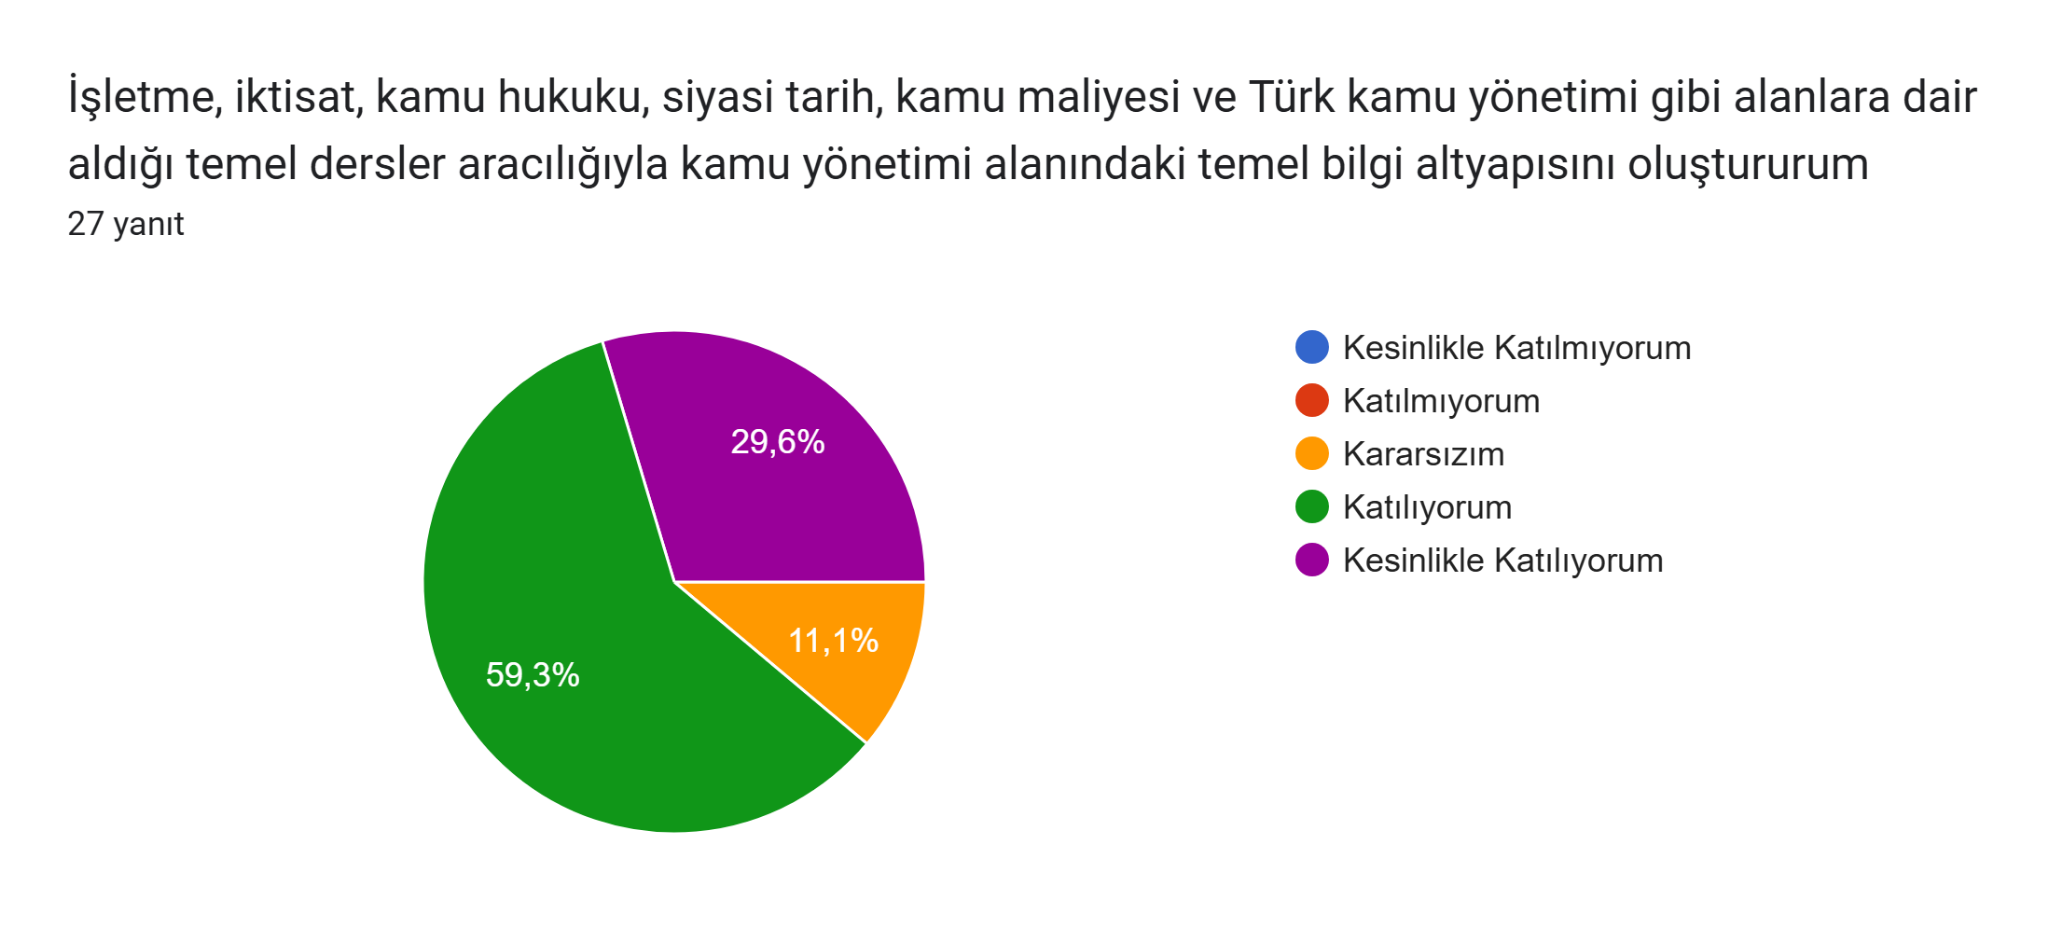 İşletme, iktisat, kamu hukuku, siyasi tarih, kamu maliyesi ve Türk kamu yönetimi gibi alanlara dair
aldığı temel dersler aracılığıyla kamu yönetimi alanındaki temel bilgi altyapısını oluştururum
27 yanıt
29,6%
11,1%
59,3%
Kesinlikle Katılmıyorum
Katılmıyorum
Kararsızım
Katılıyorum
Kesinlikle Katılıyorum